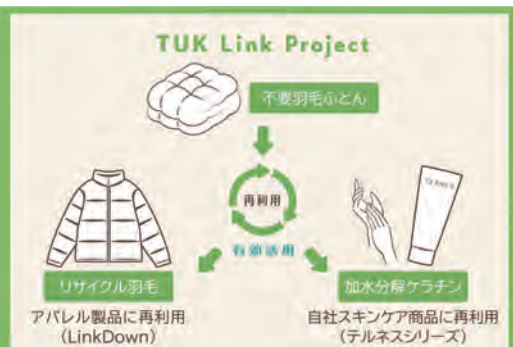 TUK Link Project
不要羽毛ふとん
再利用
有効活用
リサイクル羽毛
アパレル製品に再利用
（LinkDown）
加水分解ケラチン
自社スキンケア商品に再利用
（テルネスシリーズ）